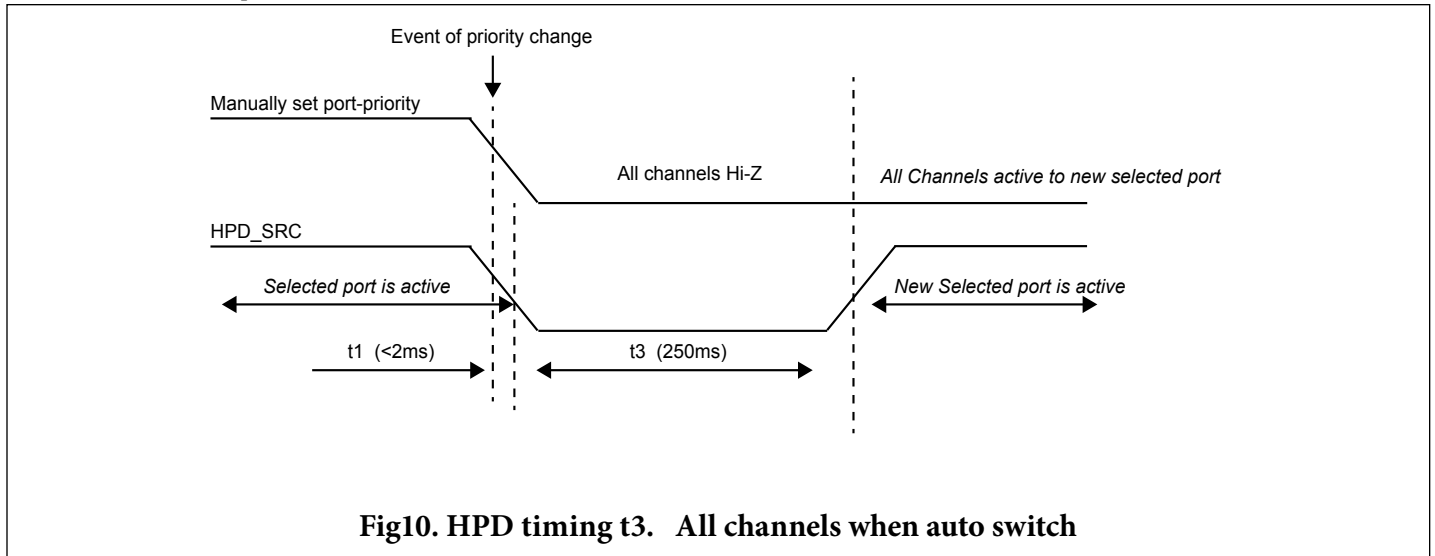 Event of priority change
Manually set port-priority
All channels Hi-Z
All Channels active to new selected port
HPD_SRC
Selected port is active
New Selected port is active
t1 (<2ms)
t3 (250ms)
Fig10. HPD timing t3. All channels when auto switch